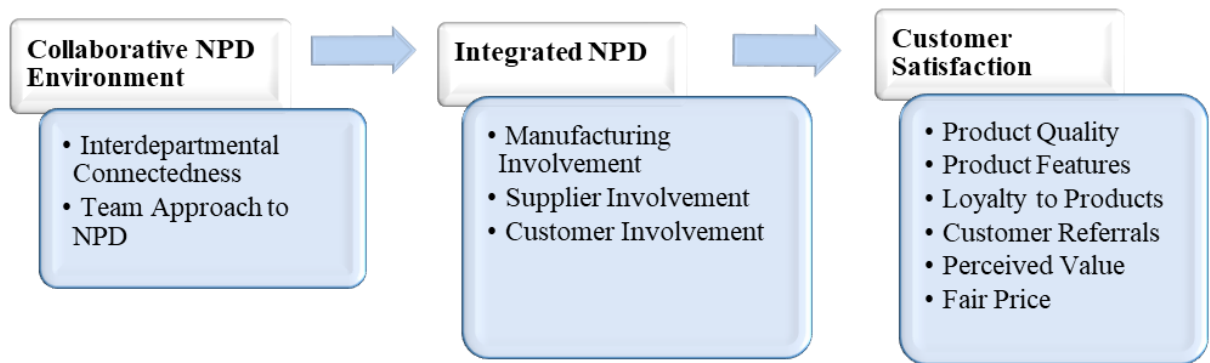 Collaborative NPD
Environment
• Interdepartmental
Connectedness
• Team Approach to
NPD
Integrated NPD
• Manufacturing
Involvement
• Supplier Involvement
• Customer Involvement
Customer
Satisfaction
• Product Quality
• Product Features
• Loyalty to Products
• Customer Referrals
• Perceived Value
• Fair Price